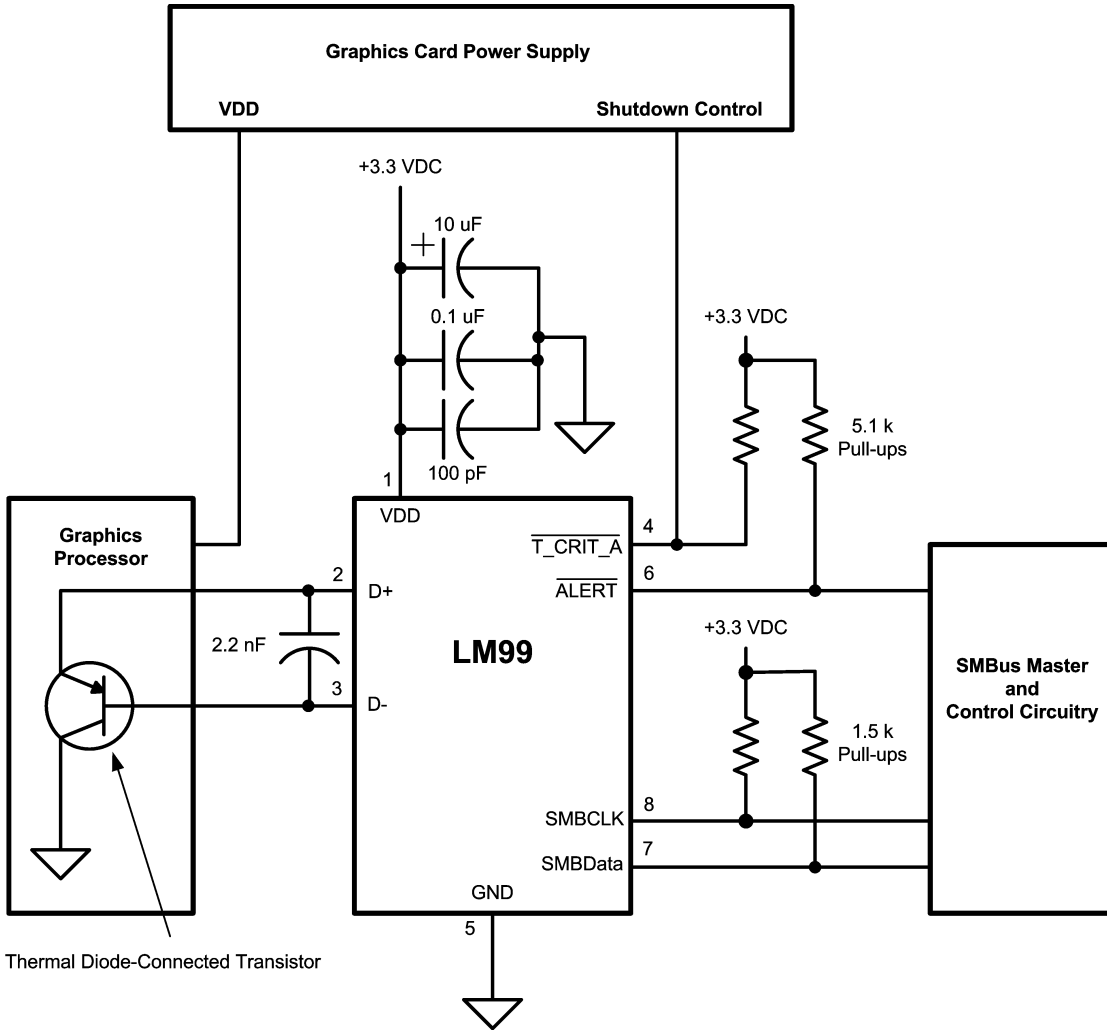 Graphics Card Power Supply
VDD
Shutdown Control
+3.3 VDC
10 uF
+
0.1 uF
100 pF
+3.3 VDC
5.1 k
Pull-ups
1
VDD
Graphics
Processor
4
T_CRIT_A
2
D+
6
ALERT
2.2 nF
LM99
+3.3 VDC
3
D-
SMBus Master
and
Control Circuitry
1.5 k
Pull-ups
8
SMBCLK
7
SMBData
GND
5
Thermal Diode-Connected Transistor